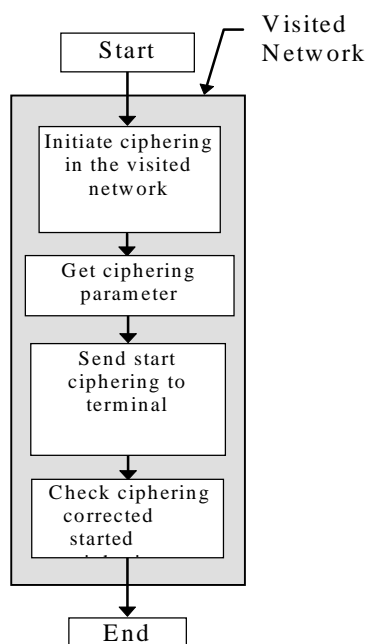 Visited
Network
Start
Initiate ciphering
in the visited
network
Get ciphering
parameter
Send start
ciphering to
terminal
Check ciphering
corrected
started
End